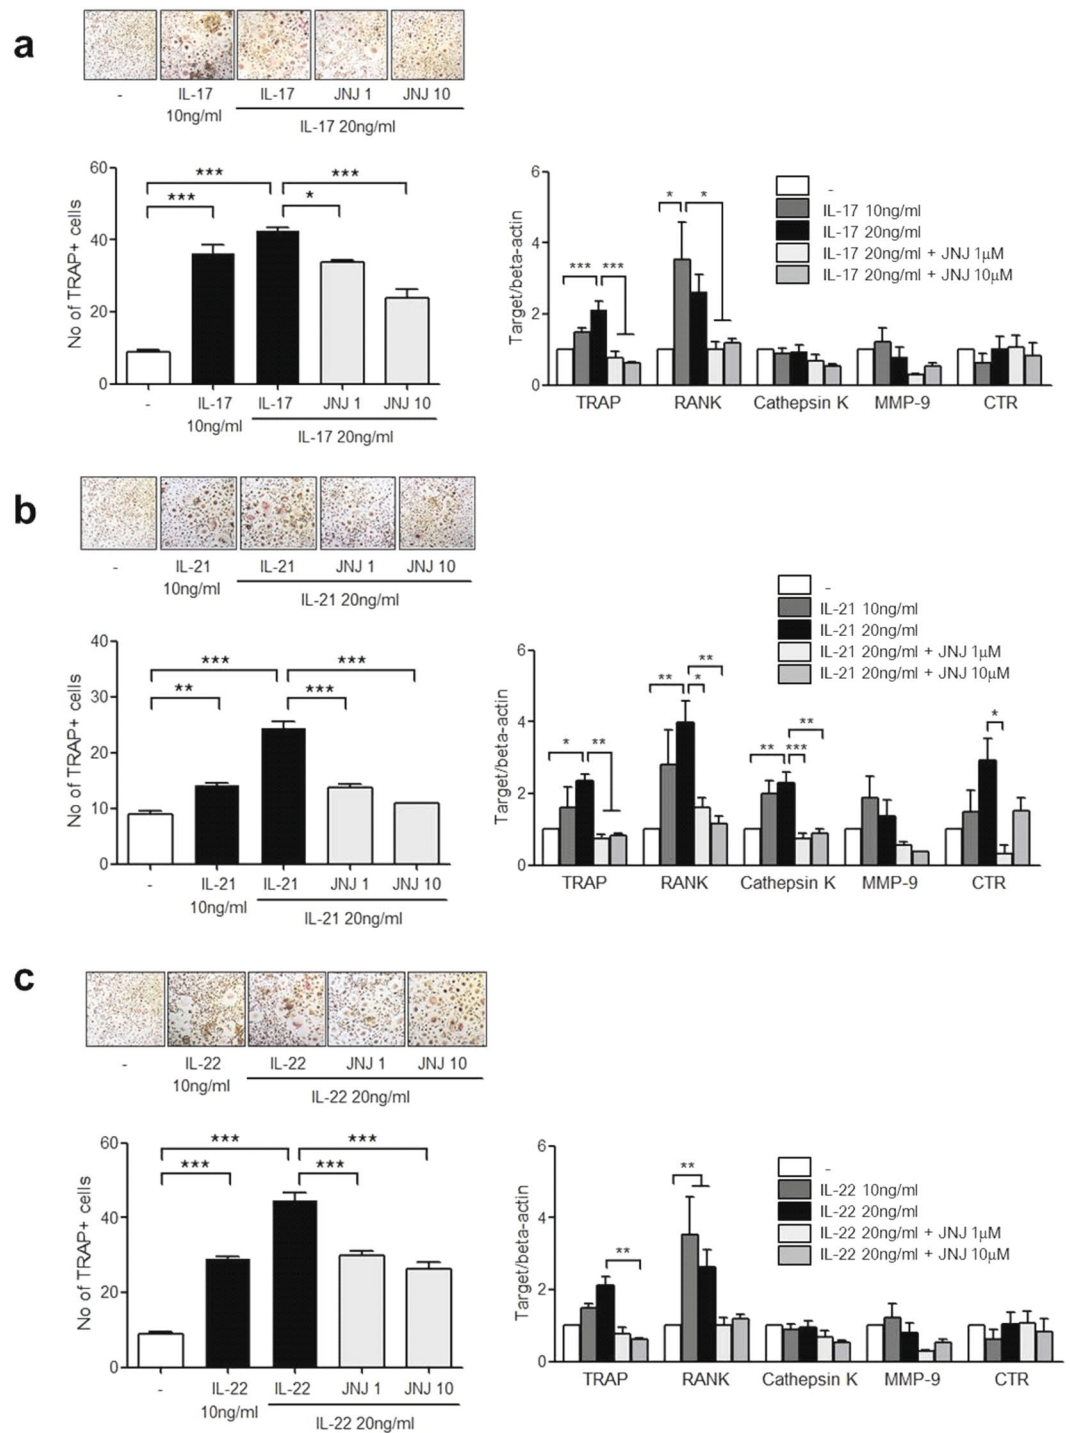 a
- IL-17 IL-17 JNJ 1 JNJ 10
10ng/ml
IL-17 20ng/ml
60
40
20
0
No of TRAP+ cells
*** ***
*** *
- IL-17 IL-17 JNJ 1 JNJ 10
10ng/ml
IL-17 20ng/ml
6
4
2
0
Target/beta-actin
-
IL-17 10ng/ml
IL-17 20ng/ml
IL-17 20ng/ml + JNJ 1μM
IL-17 20ng/ml + JNJ 10μM
* *
*** ***
TRAP RANK Cathepsin K MMP-9 CTR
b
- IL-21 IL-21 JNJ 1 JNJ 10
10ng/ml
IL-21 20ng/ml
40
30
20
10
0
No of TRAP+ cells
*** ***
** ***
- IL-21 IL-21 JNJ 1 JNJ 10
10ng/ml
IL-21 20ng/ml
-
IL-21 10ng/ml
IL-21 20ng/ml
IL-21 20ng/ml + JNJ 1μM
IL-21 20ng/ml + JNJ 10μM
6
4
2
0
Target/beta-actin
**
** *
** *
* ** ** ***
TRAP RANK Cathepsin K MMP-9 CTR
c
- IL-22 IL-22 JNJ 1 JNJ 10
10ng/ml
IL-22 20ng/ml
60
40
20
0
No of TRAP+ cells
*** ***
*** ***
- IL-22 IL-22 JNJ 1 JNJ 10
10ng/ml
IL-22 20ng/ml
6
4
2
0
Target/beta-actin
-
IL-22 10ng/ml
IL-22 20ng/ml
IL-22 20ng/ml + JNJ 1μM
IL-22 20ng/ml + JNJ 10μM
**
**
TRAP RANK Cathepsin K MMP-9 CTR